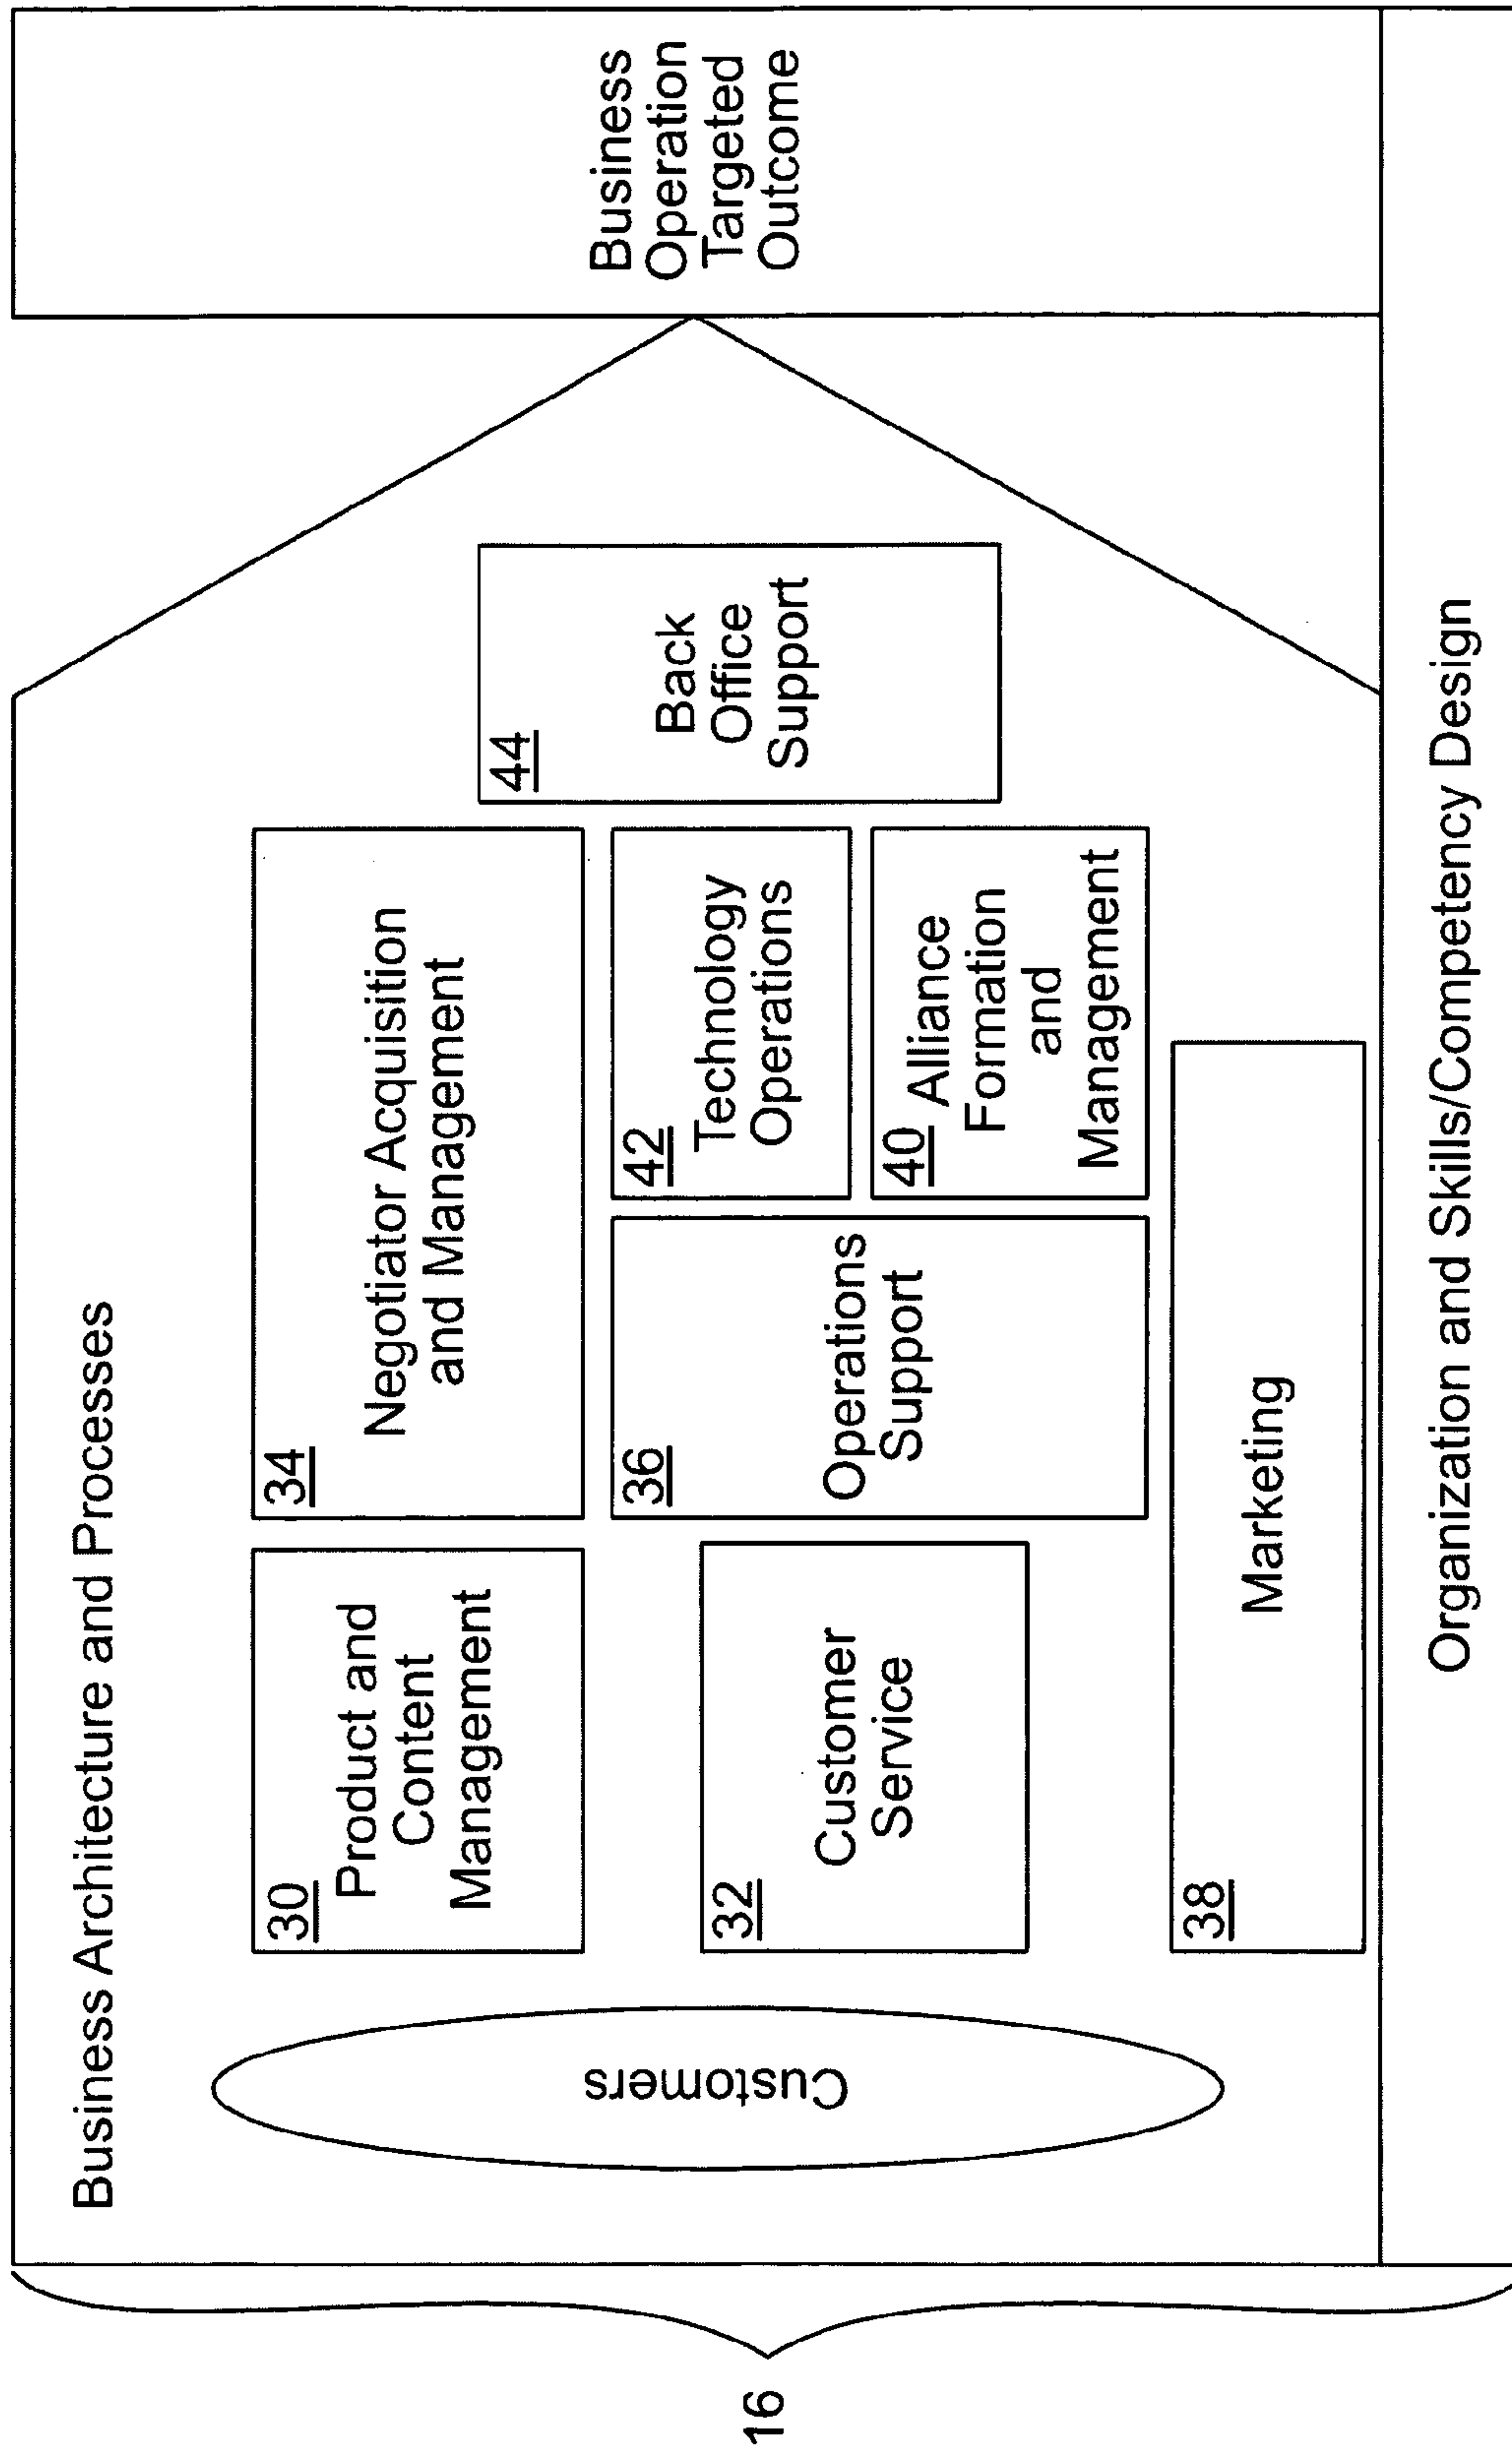 Business Architecture and Processes
16
Customers
30
Product and
Content
Management
32
Customer
Service
34
Negotiator Acquisition
and Management
36
Operations
Support
42
Technology
Operations
40 Alliance
Formation
and
Management
38
Marketing
44
Back
Office
Support
Business
Operation
Targeted
Outcome
Organization and Skills/Competency Design